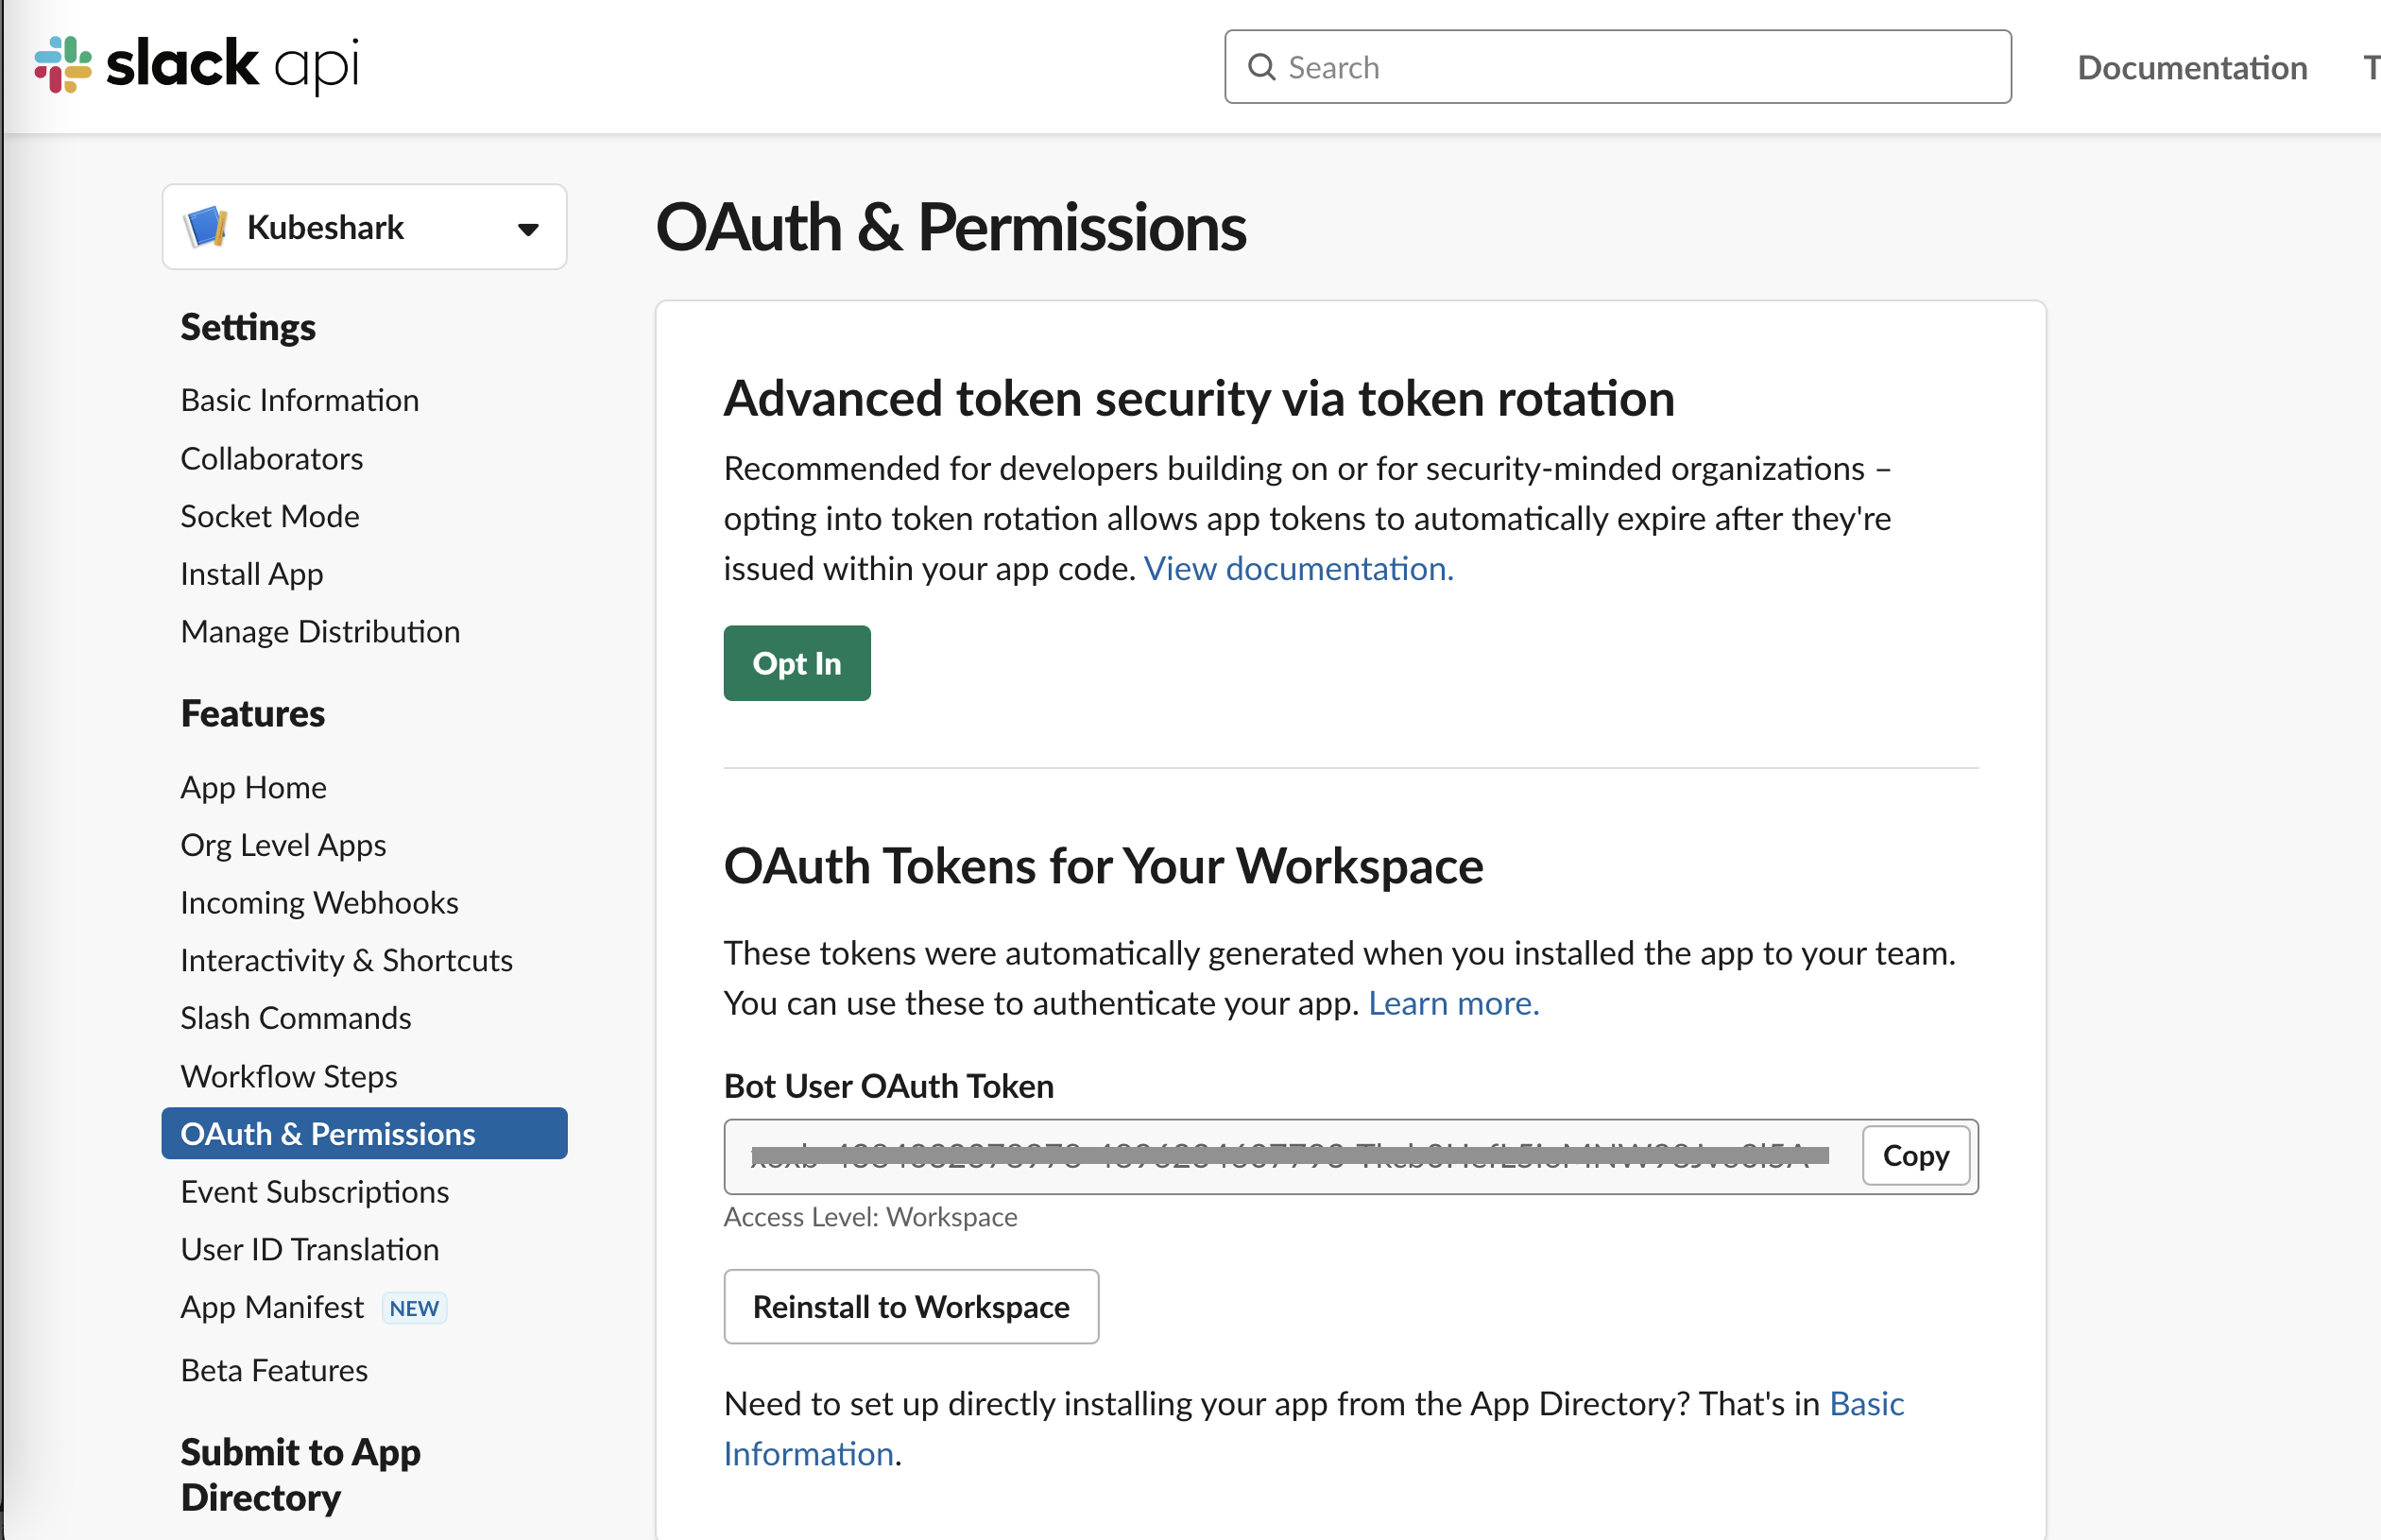 slack api
Search
Documentation
Kubeshark
OAuth & Permissions
Settings
Basic Information
Collaborators
Socket Mode
Install App
Manage Distribution
Features
App Home
Org Level Apps
Incoming Webhooks
Interactivity & Shortcuts
Slash Commands
Workflow Steps
OAuth & Permissions
Event Subscriptions
User ID Translation
App Manifest NEW
Beta Features
Submit to App
Directory
Advanced token security via token rotation
Recommended for developers building on or for security-minded organizations –
opting into token rotation allows app tokens to automatically expire after they're
issued within your app code. View documentation.
Opt In
OAuth Tokens for Your Workspace
These tokens were automatically generated when you installed the app to your team.
You can use these to authenticate your app. Learn more.
Bot User OAuth Token
Copy
Access Level: Workspace
Reinstall to Workspace
Need to set up directly installing your app from the App Directory? That's in Basic
Information.